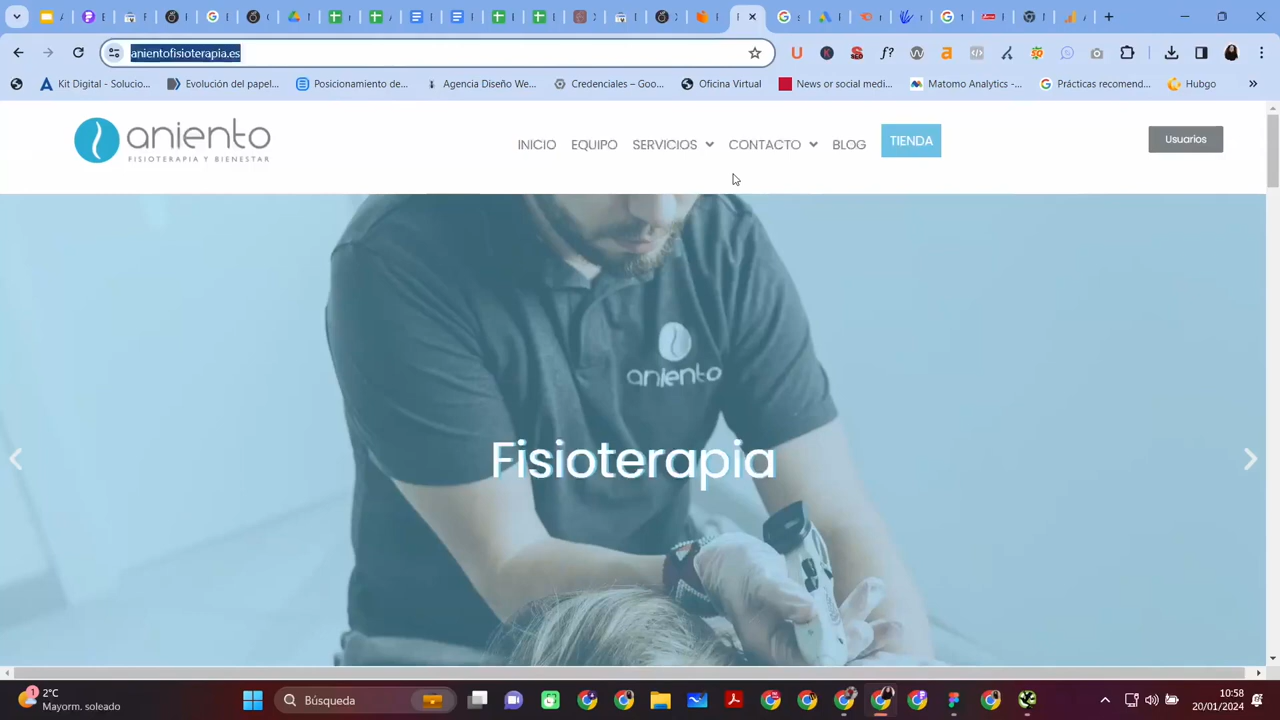 anientofisioterapia.es
Kit Digital - Solucio...
Evolución del papel...
Posicionamiento de...
Agencia Diseño We...
Credenciales – Goo...
Oficina Virtual
News or social medi...
Matomo Analytics -...
Prácticas recomend...
Hubgo
aniento
FISIOTERAPIA Y BIENESTAR
INICIO
EQUIPO
SERVICIOS
CONTACTO
BLOG
TIENDA
Usuarios
aniento
Fisioterapia
2°C
Mayorm. soleado
Búsqueda
10:58
20/01/2024